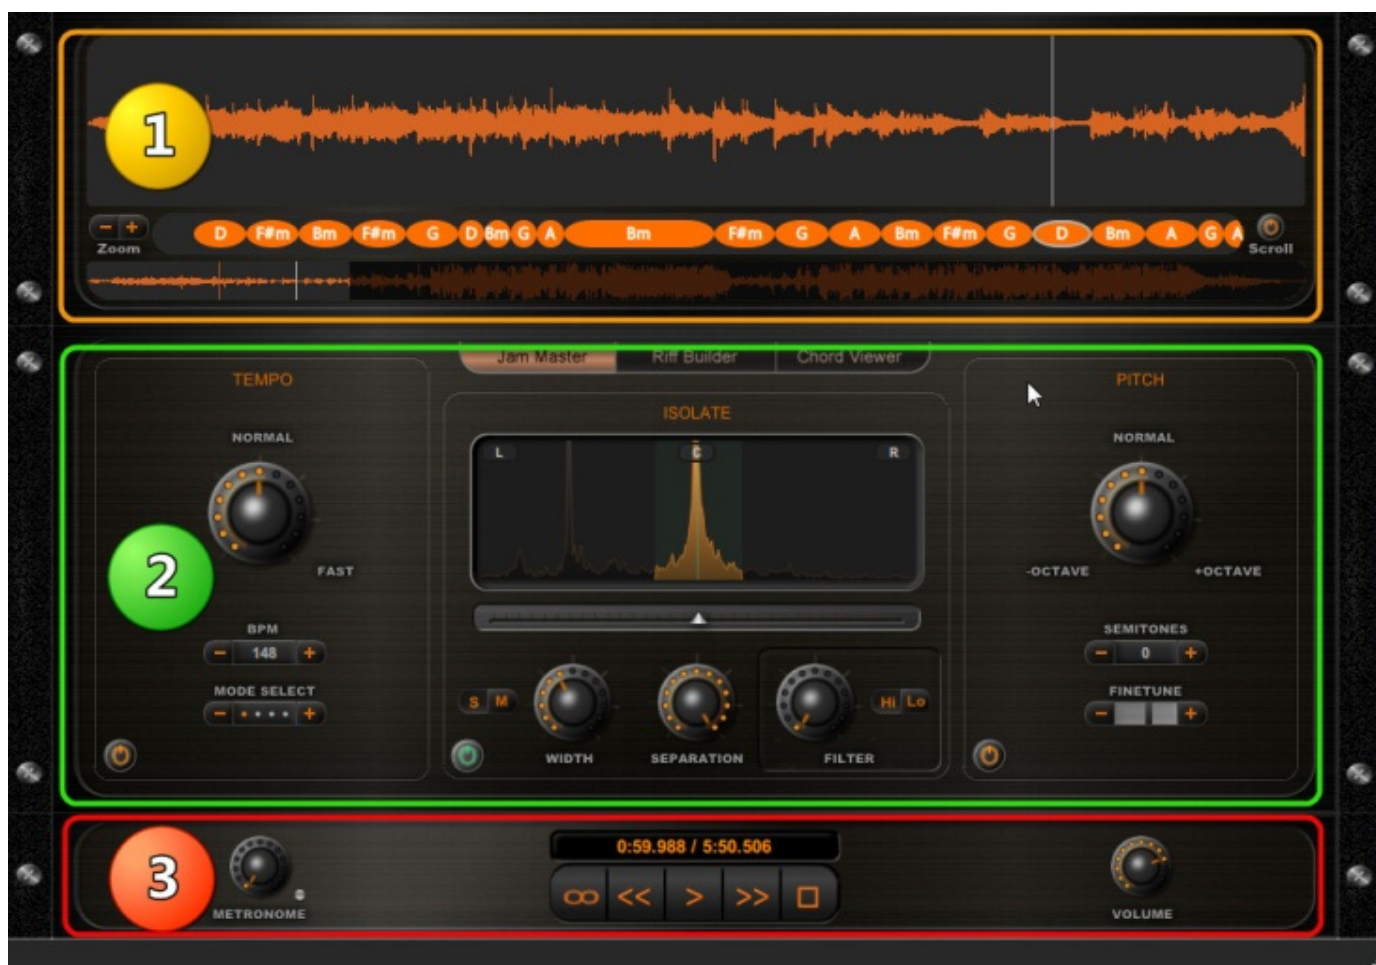 1
D F#m Bm F#m G D Bm G A Bm F#m G A Bm F#m G D Bm A G A
- +
Zoom
Scroll
Jam Master Riff Builder Chord Viewer
TEMPO
NORMAL
FAST
2
BPM
- 148 +
MODE SELECT
- +
ISOLATE
L C R
S M
WIDTH
SEPARATION
FILTER
Hi Lo
PITCH
NORMAL
-OCTAVE +OCTAVE
SEMITONES
- 0 +
FINETUNE
- +
3
METRONOME
0:59.988 / 5:50.506
∞ << > >> □
VOLUME